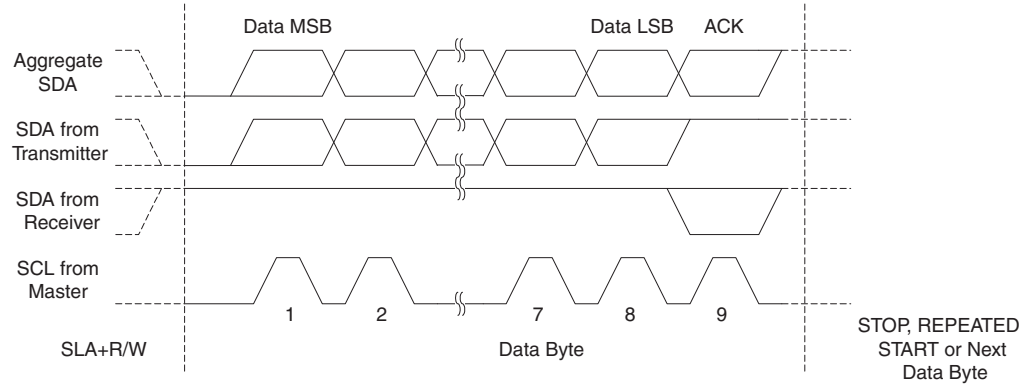 Data MSB
Data LSB
ACK
Aggregate
SDA
SDA from
Transmitter
SDA from
Receiver
SCL from
Master
1
2
7
8
9
SLA+R/W
Data Byte
STOP, REPEATED
START or Next
Data Byte